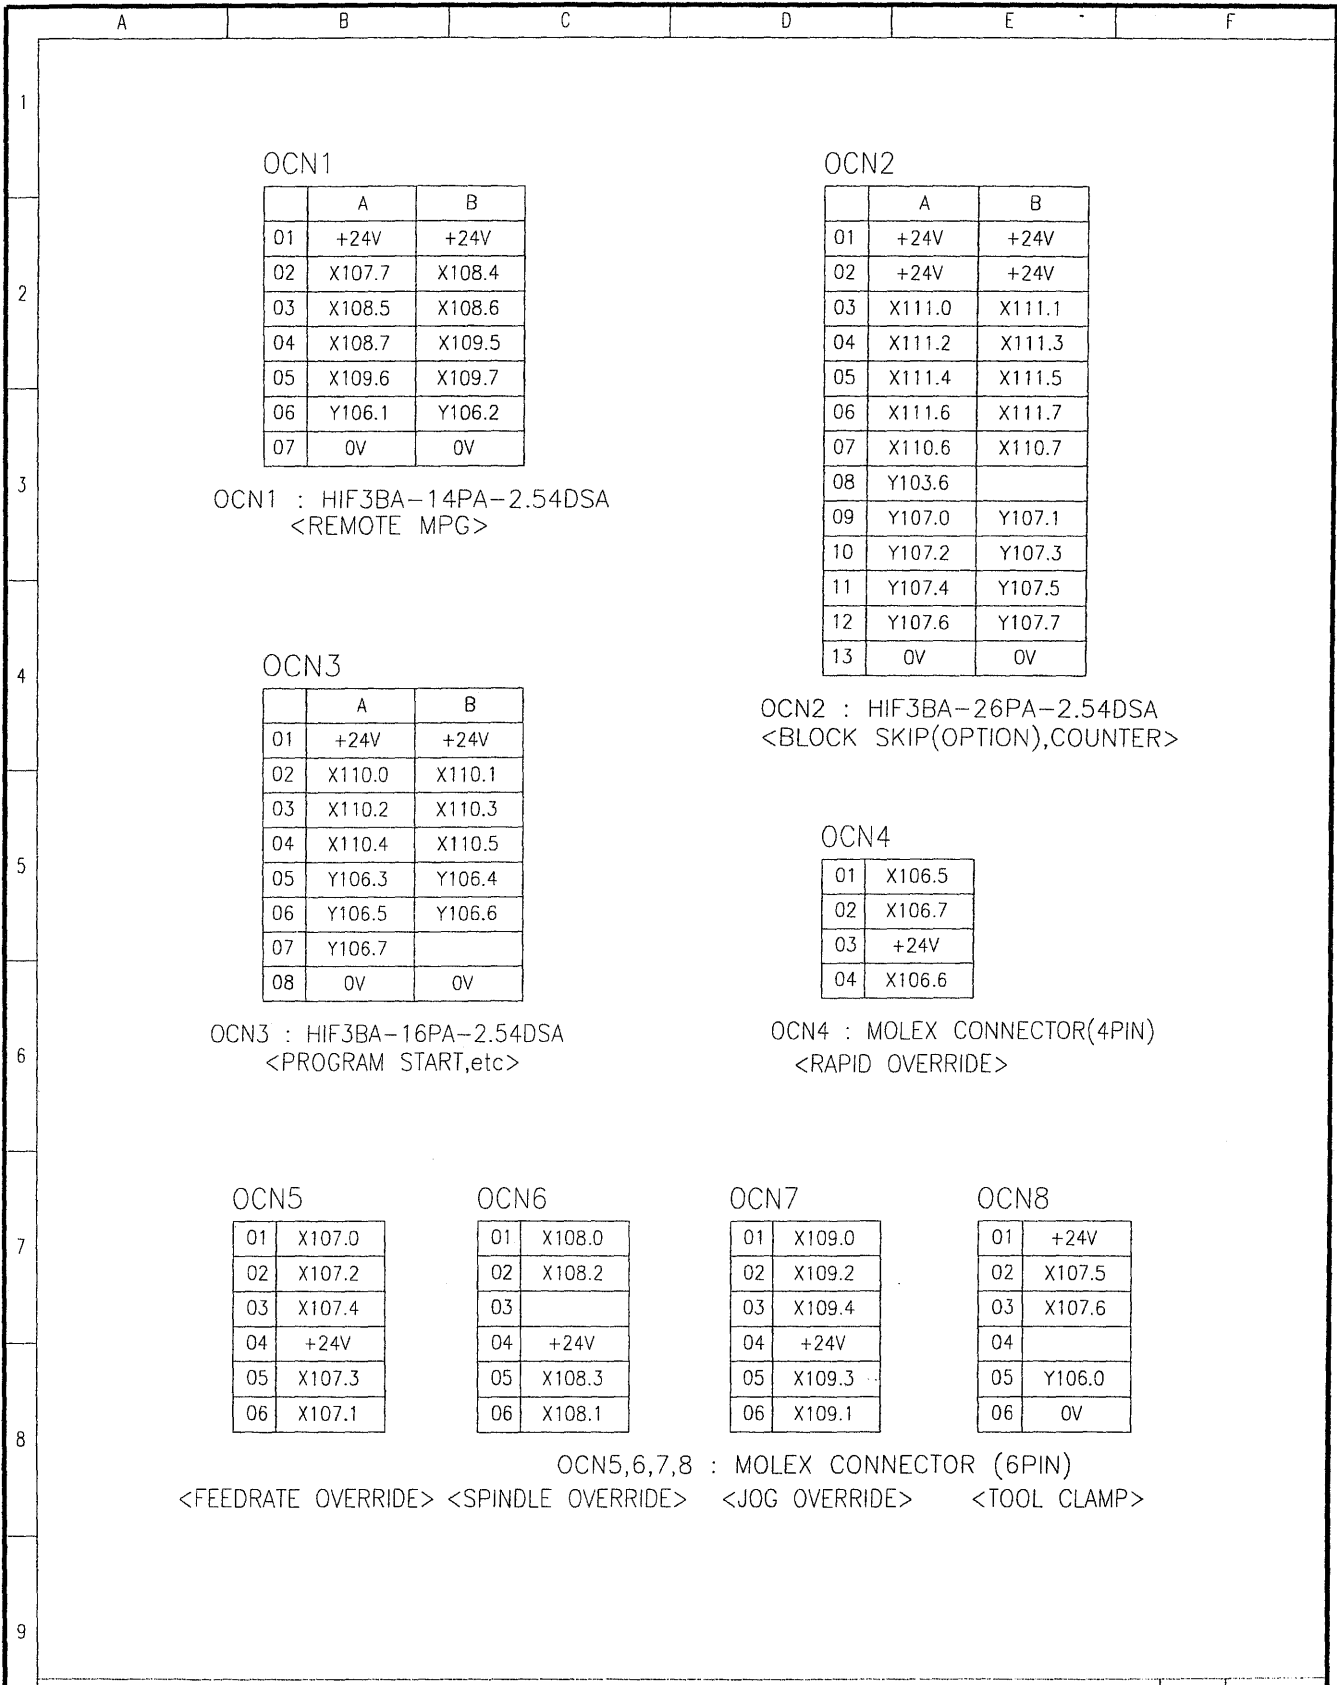 A B C D E F
1
2
3
4
5
6
7
8
9
OCN1
A B
01 +24V +24V
02 X107.7 X108.4
03 X108.5 X108.6
04 X108.7 X109.5
05 X109.6 X109.7
06 Y106.1 Y106.2
07 0V 0V
OCN1 : HIF3BA-14PA-2.54DSA
<REMOTE MPG>
OCN2
A B
01 +24V +24V
02 +24V +24V
03 X111.0 X111.1
04 X111.2 X111.3
05 X111.4 X111.5
06 X111.6 X111.7
07 X110.6 X110.7
08 Y103.6
09 Y107.0 Y107.1
10 Y107.2 Y107.3
11 Y107.4 Y107.5
12 Y107.6 Y107.7
13 0V 0V
OCN2 : HIF3BA-26PA-2.54DSA
<BLOCK SKIP(OPTION),COUNTER>
OCN3
A B
01 +24V +24V
02 X110.0 X110.1
03 X110.2 X110.3
04 X110.4 X110.5
05 Y106.3 Y106.4
06 Y106.5 Y106.6
07 Y106.7
08 0V 0V
OCN3 : HIF3BA-16PA-2.54DSA
<PROGRAM START,etc>
OCN4
01 X106.5
02 X106.7
03 +24V
04 X106.6
OCN4 : MOLEX CONNECTOR(4PIN)
<RAPID OVERRIDE>
OCN5
01 X107.0
02 X107.2
03 X107.4
04 +24V
05 X107.3
06 X107.1
OCN6
01 X108.0
02 X108.2
03
04 +24V
05 X108.3
06 X108.1
OCN7
01 X109.0
02 X109.2
03 X109.4
04 +24V
05 X109.3
06 X109.1
OCN8
01 +24V
02 X107.5
03 X107.6
04
05 Y106.0
06 0V
OCN5,6,7,8 : MOLEX CONNECTOR (6PIN)
<FEEDRATE OVERRIDE> <SPINDLE OVERRIDE> <JOG OVERRIDE> <TOOL CLAMP>